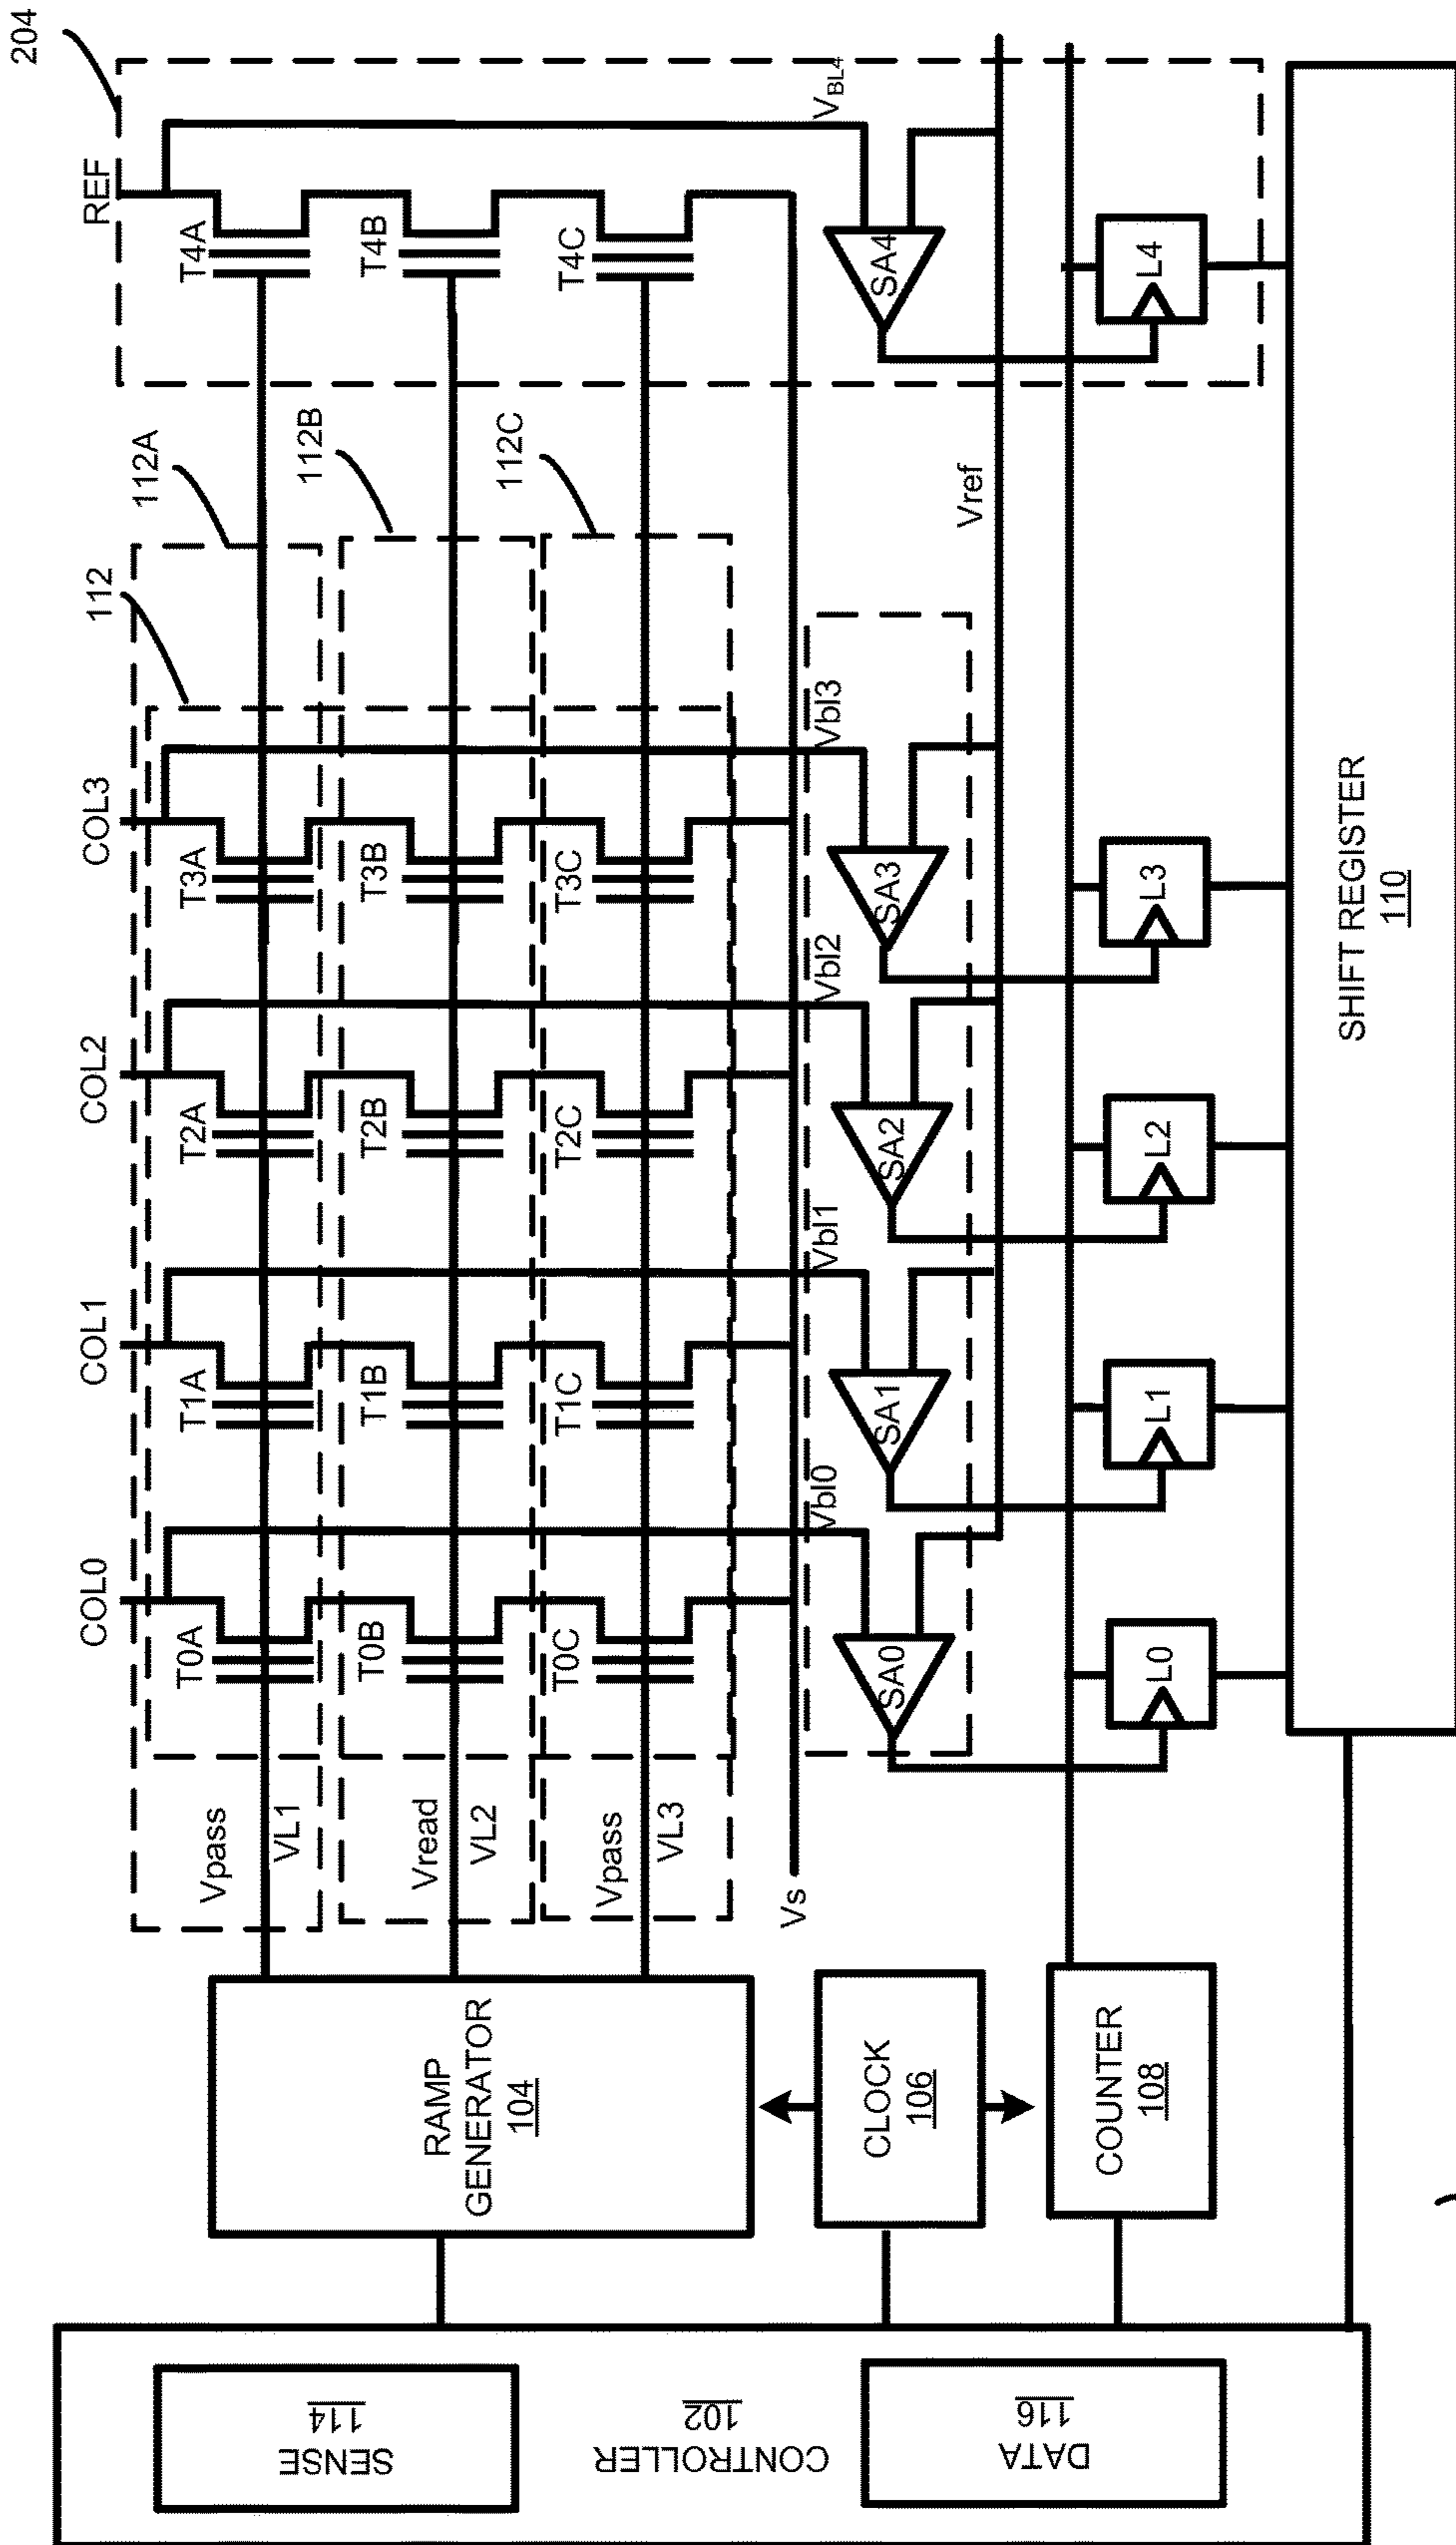 204
REF
COL0
COL1
COL2
COL3
112
112A
112B
112C
T0A
T1A
T2A
T3A
T4A
Vpass
VL1
T0B
T1B
T2B
T3B
T4B
Vread
VL2
T0C
T1C
T2C
T3C
T4C
Vpass
VL3
Vs
Vbl0
Vbl1
Vbl2
Vbl3
VBL4
SA0
SA1
SA2
SA3
SA4
Vref
L0
L1
L2
L3
L4
SHIFT REGISTER
110
RAMP
GENERATOR
104
CLOCK
106
COUNTER
108
SENSE
114
CONTROLLER
102
DATA
116